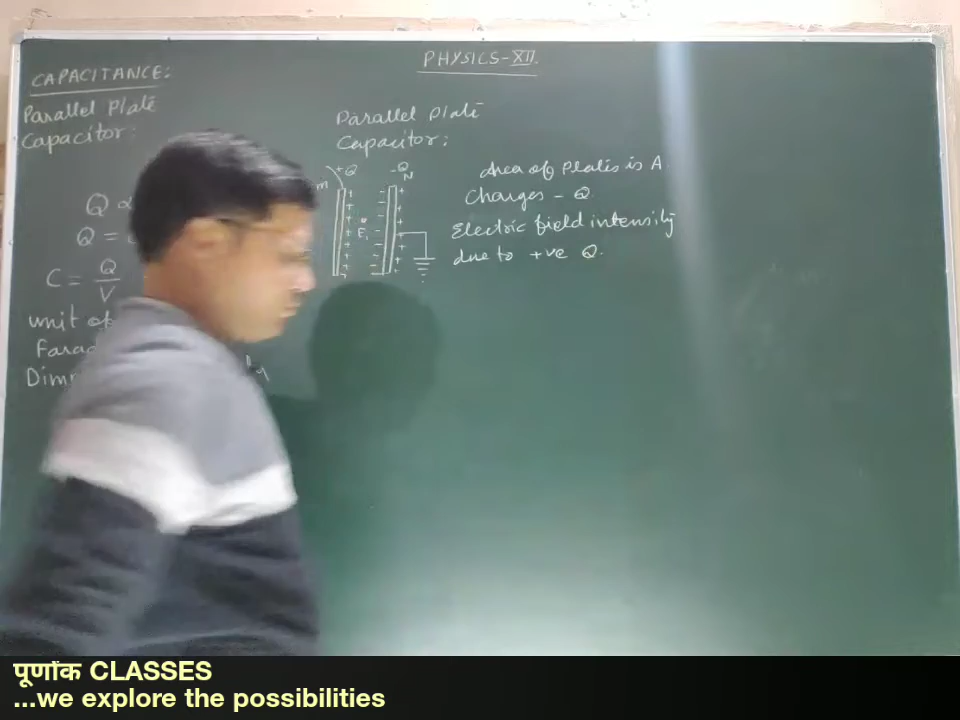 PHYSICS-XII.
CAPACITANCE:
Parallel Plate
Capacitor:
Q
Q =
C = Q/V
unit of
Parallel Plate
Capacitor:
+Q
-Q
M
N
E₁
Area of Plates is A.
Charges - Q.
Electric field intensity
due to +ve Q.
पूर्णांक CLASSES
...we explore the possibilities